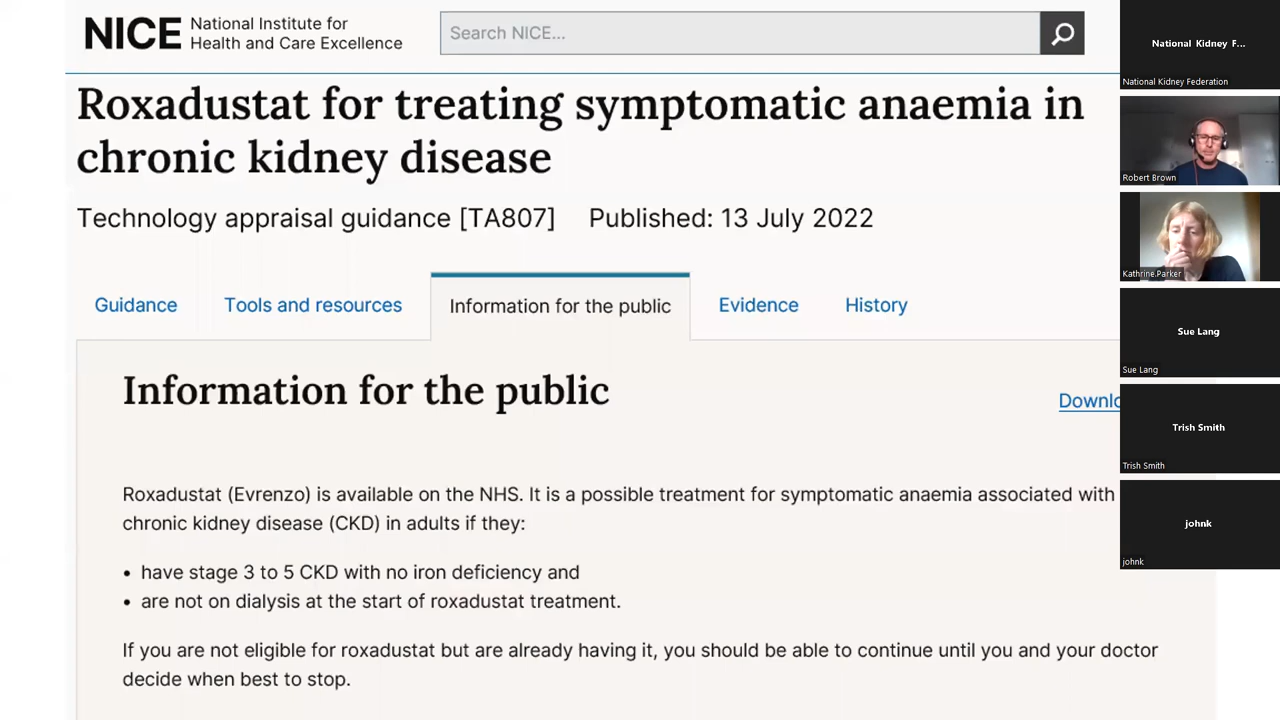 NICE National Institute for
Health and Care Excellence
Search NICE...
Roxadustat for treating symptomatic anaemia in
chronic kidney disease
Technology appraisal guidance [TA807] Published: 13 July 2022
Guidance Tools and resources Information for the public Evidence History
Information for the public
Downlo
Roxadustat (Evrenzo) is available on the NHS. It is a possible treatment for symptomatic anaemia associated with
chronic kidney disease (CKD) in adults if they:
• have stage 3 to 5 CKD with no iron deficiency and
• are not on dialysis at the start of roxadustat treatment.
If you are not eligible for roxadustat but are already having it, you should be able to continue until you and your doctor
decide when best to stop.
National Kidney F...
National Kidney Federation
Robert Brown
Kathrine.Parker
Sue Lang
Sue Lang
Trish Smith
Trish Smith
johnk
johnk